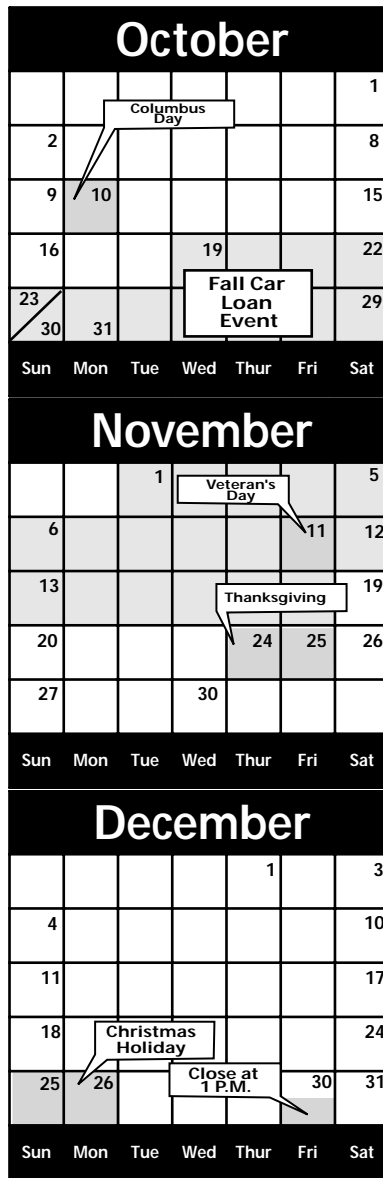 October
1
Columbus
Day
2
8
9
10
15
16
19
22
Fall Car
Loan
Event
23
30
31
29
Sun Mon Tue Wed Thur Fri Sat
November
1
Veteran's
Day
5
6
11
12
13
Thanksgiving
19
20
24
25
26
27
30
Sun Mon Tue Wed Thur Fri Sat
December
1
3
4
10
11
17
18
Christmas
Holiday
24
25
26
Close at
1 P.M.
30
31
Sun Mon Tue Wed Thur Fri Sat